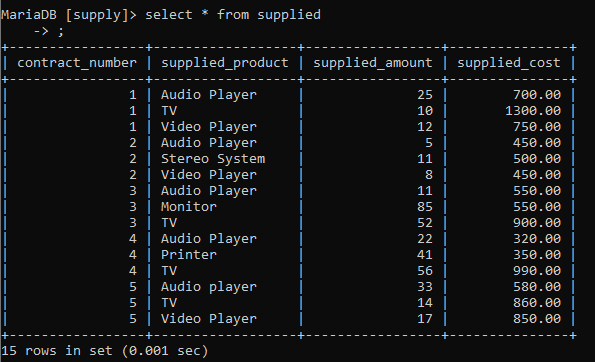 MariaDB [supply]> select * from supplied
    -> ;
+-----------------+------------------+-----------------+---------------+
| contract_number | supplied_product | supplied_amount | supplied_cost |
+-----------------+------------------+-----------------+---------------+
|               1 | Audio Player     |              25 |        700.00 |
|               1 | TV               |              10 |       1300.00 |
|               1 | Video Player     |              12 |        750.00 |
|               2 | Audio Player     |               5 |        450.00 |
|               2 | Stereo System    |              11 |        500.00 |
|               2 | Video Player     |               8 |        450.00 |
|               3 | Audio Player     |              11 |        550.00 |
|               3 | Monitor          |              85 |        550.00 |
|               3 | TV               |              52 |        900.00 |
|               4 | Audio Player     |              22 |        320.00 |
|               4 | Printer          |              41 |        350.00 |
|               4 | TV               |              56 |        990.00 |
|               5 | Audio player     |              33 |        580.00 |
|               5 | TV               |              14 |        860.00 |
|               5 | Video Player     |              17 |        850.00 |
+-----------------+------------------+-----------------+---------------+
15 rows in set (0.001 sec)